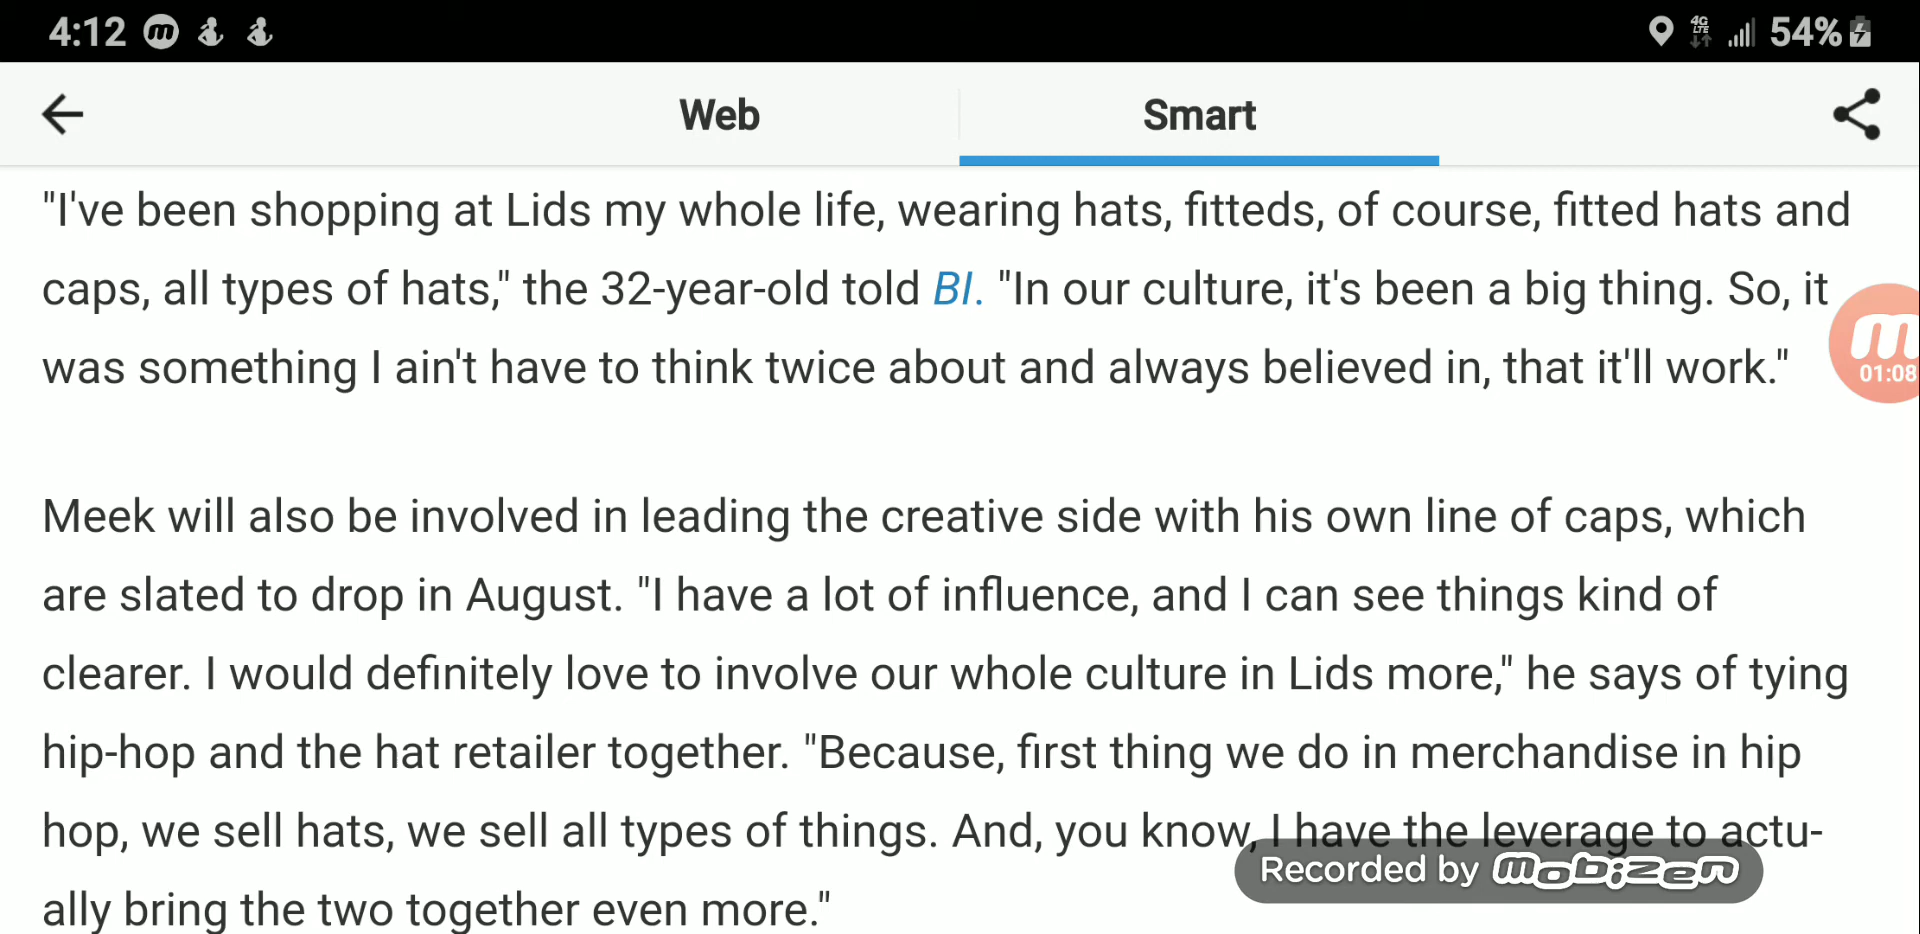 4:12
4G
LTE
54%
Web
Smart
"I've been shopping at Lids my whole life, wearing hats, fitteds, of course, fitted hats and
caps, all types of hats," the 32-year-old told BI. "In our culture, it's been a big thing. So, it
was something I ain't have to think twice about and always believed in, that it'll work."
01:08
Meek will also be involved in leading the creative side with his own line of caps, which
are slated to drop in August. "I have a lot of influence, and I can see things kind of
clearer. I would definitely love to involve our whole culture in Lids more," he says of tying
hip-hop and the hat retailer together. "Because, first thing we do in merchandise in hip
hop, we sell hats, we sell all types of things. And, you know, I have the leverage to actu-
Recorded by mobizen
ally bring the two together even more."